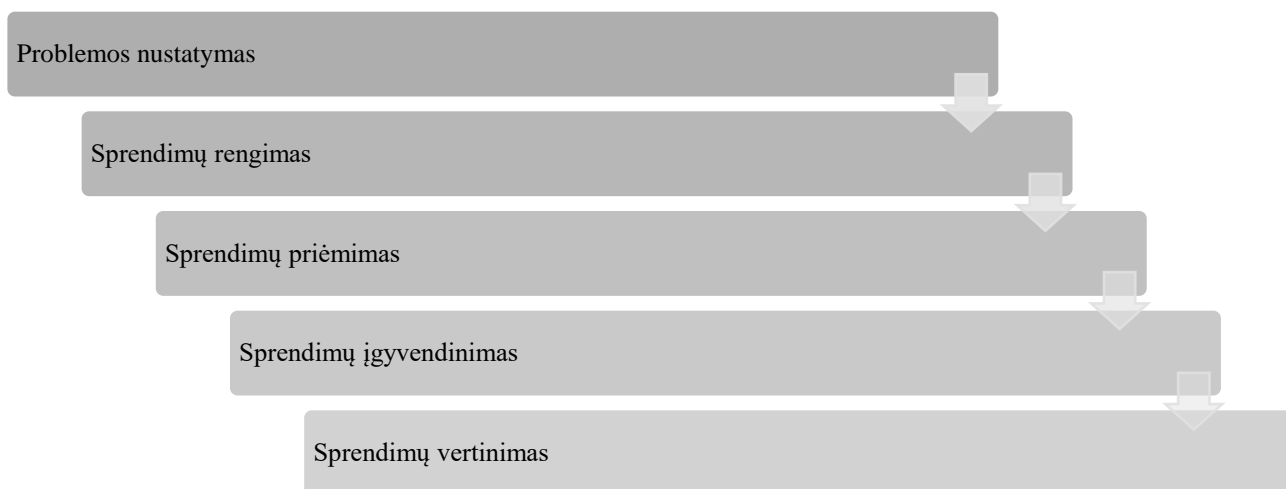 Problemos nustatymas
Sprendimų rengimas
Sprendimų priėmimas
Sprendimų įgyvendinimas
Sprendimų vertinimas